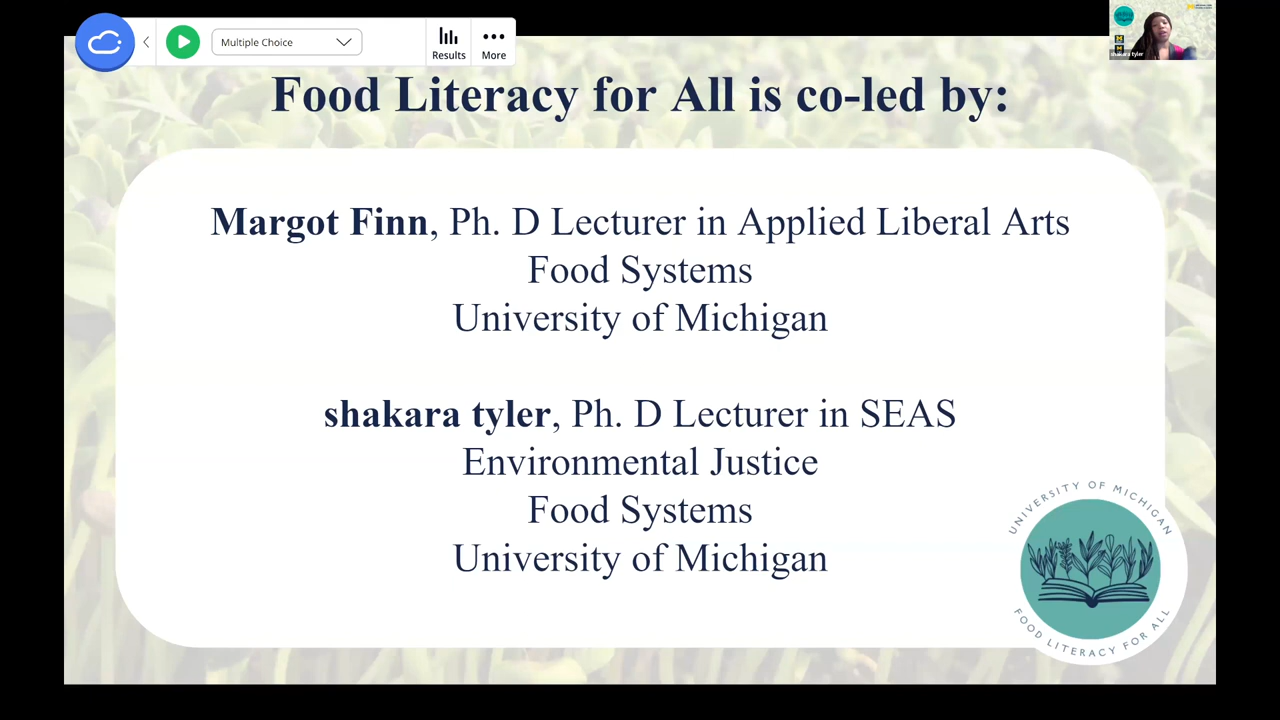 Multiple Choice
Results
More
shakara tyler
Food Literacy for All is co-led by:
Margot Finn, Ph. D Lecturer in Applied Liberal Arts
Food Systems
University of Michigan
shakara tyler, Ph. D Lecturer in SEAS
Environmental Justice
Food Systems
University of Michigan
UNIVERSITY OF MICHIGAN
FOOD LITERACY FOR ALL